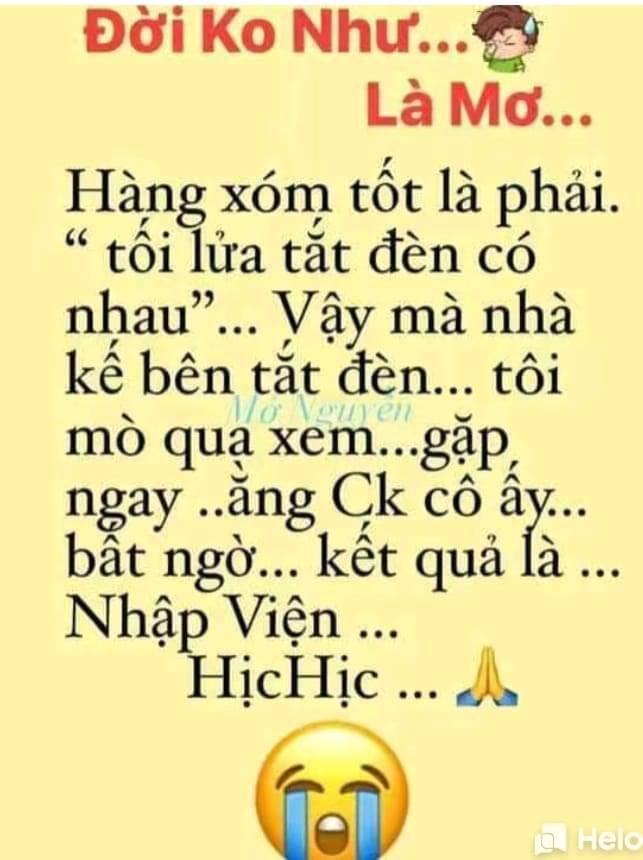 Đời Ko Như...
Là Mơ...
Hàng xóm tốt là phải.
“ tối lửa tắt đèn có
nhau”... Vậy mà nhà
kế bên tắt đèn... tôi
Mở Nguyễn
mò qua xem...gặp
ngay ..ằng Ck cô ấy...
bất ngờ... kết quả là ...
Nhập Viện ...
HịcHịc ...
Helo